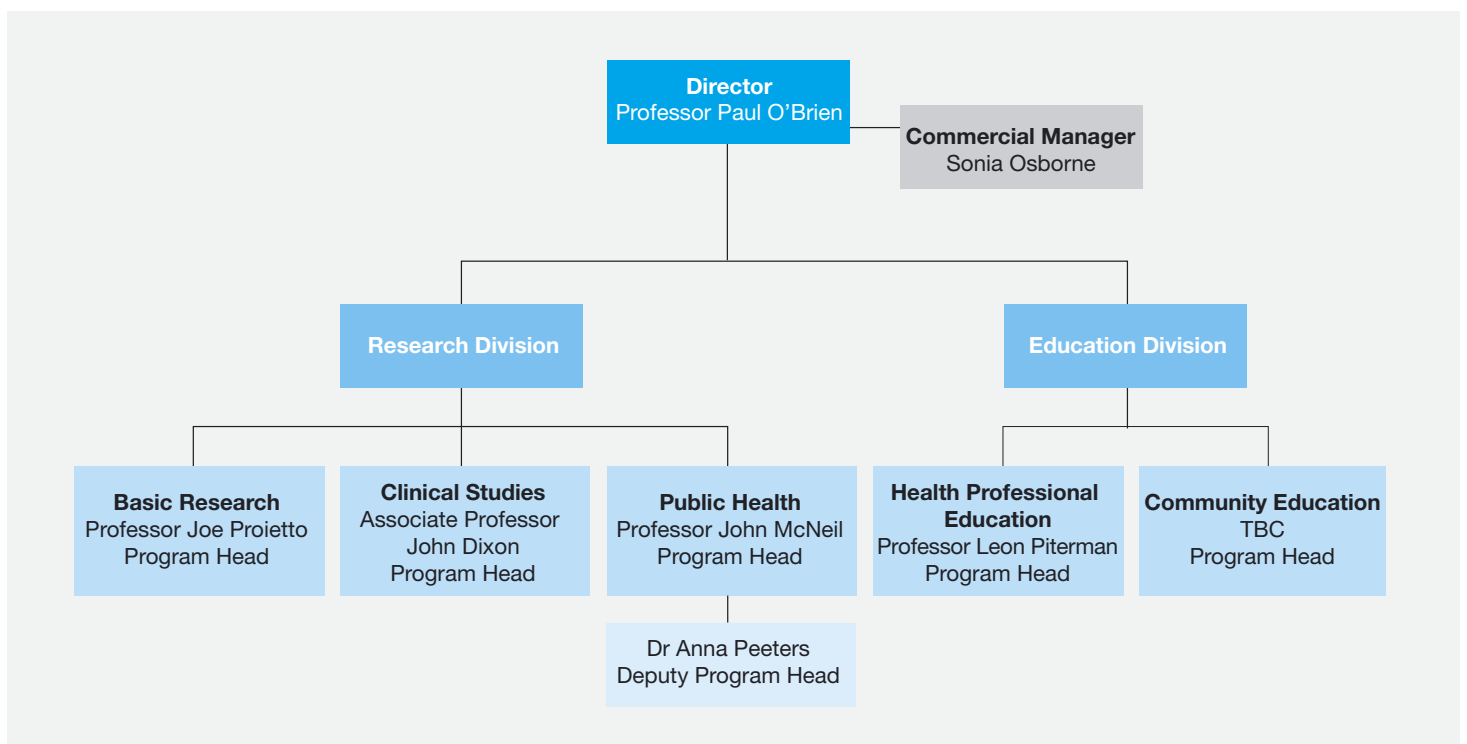 Director
Professor Paul O’Brien
Commercial Manager
Sonia Osborne
Research Division
Education Division
Basic Research
Professor Joe Proietto
Program Head
Clinical Studies
Associate Professor
John Dixon
Program Head
Public Health
Professor John McNeil
Program Head
Health Professional
Education
Professor Leon Piterman
Program Head
Community Education
TBC
Program Head
Dr Anna Peeters
Deputy Program Head